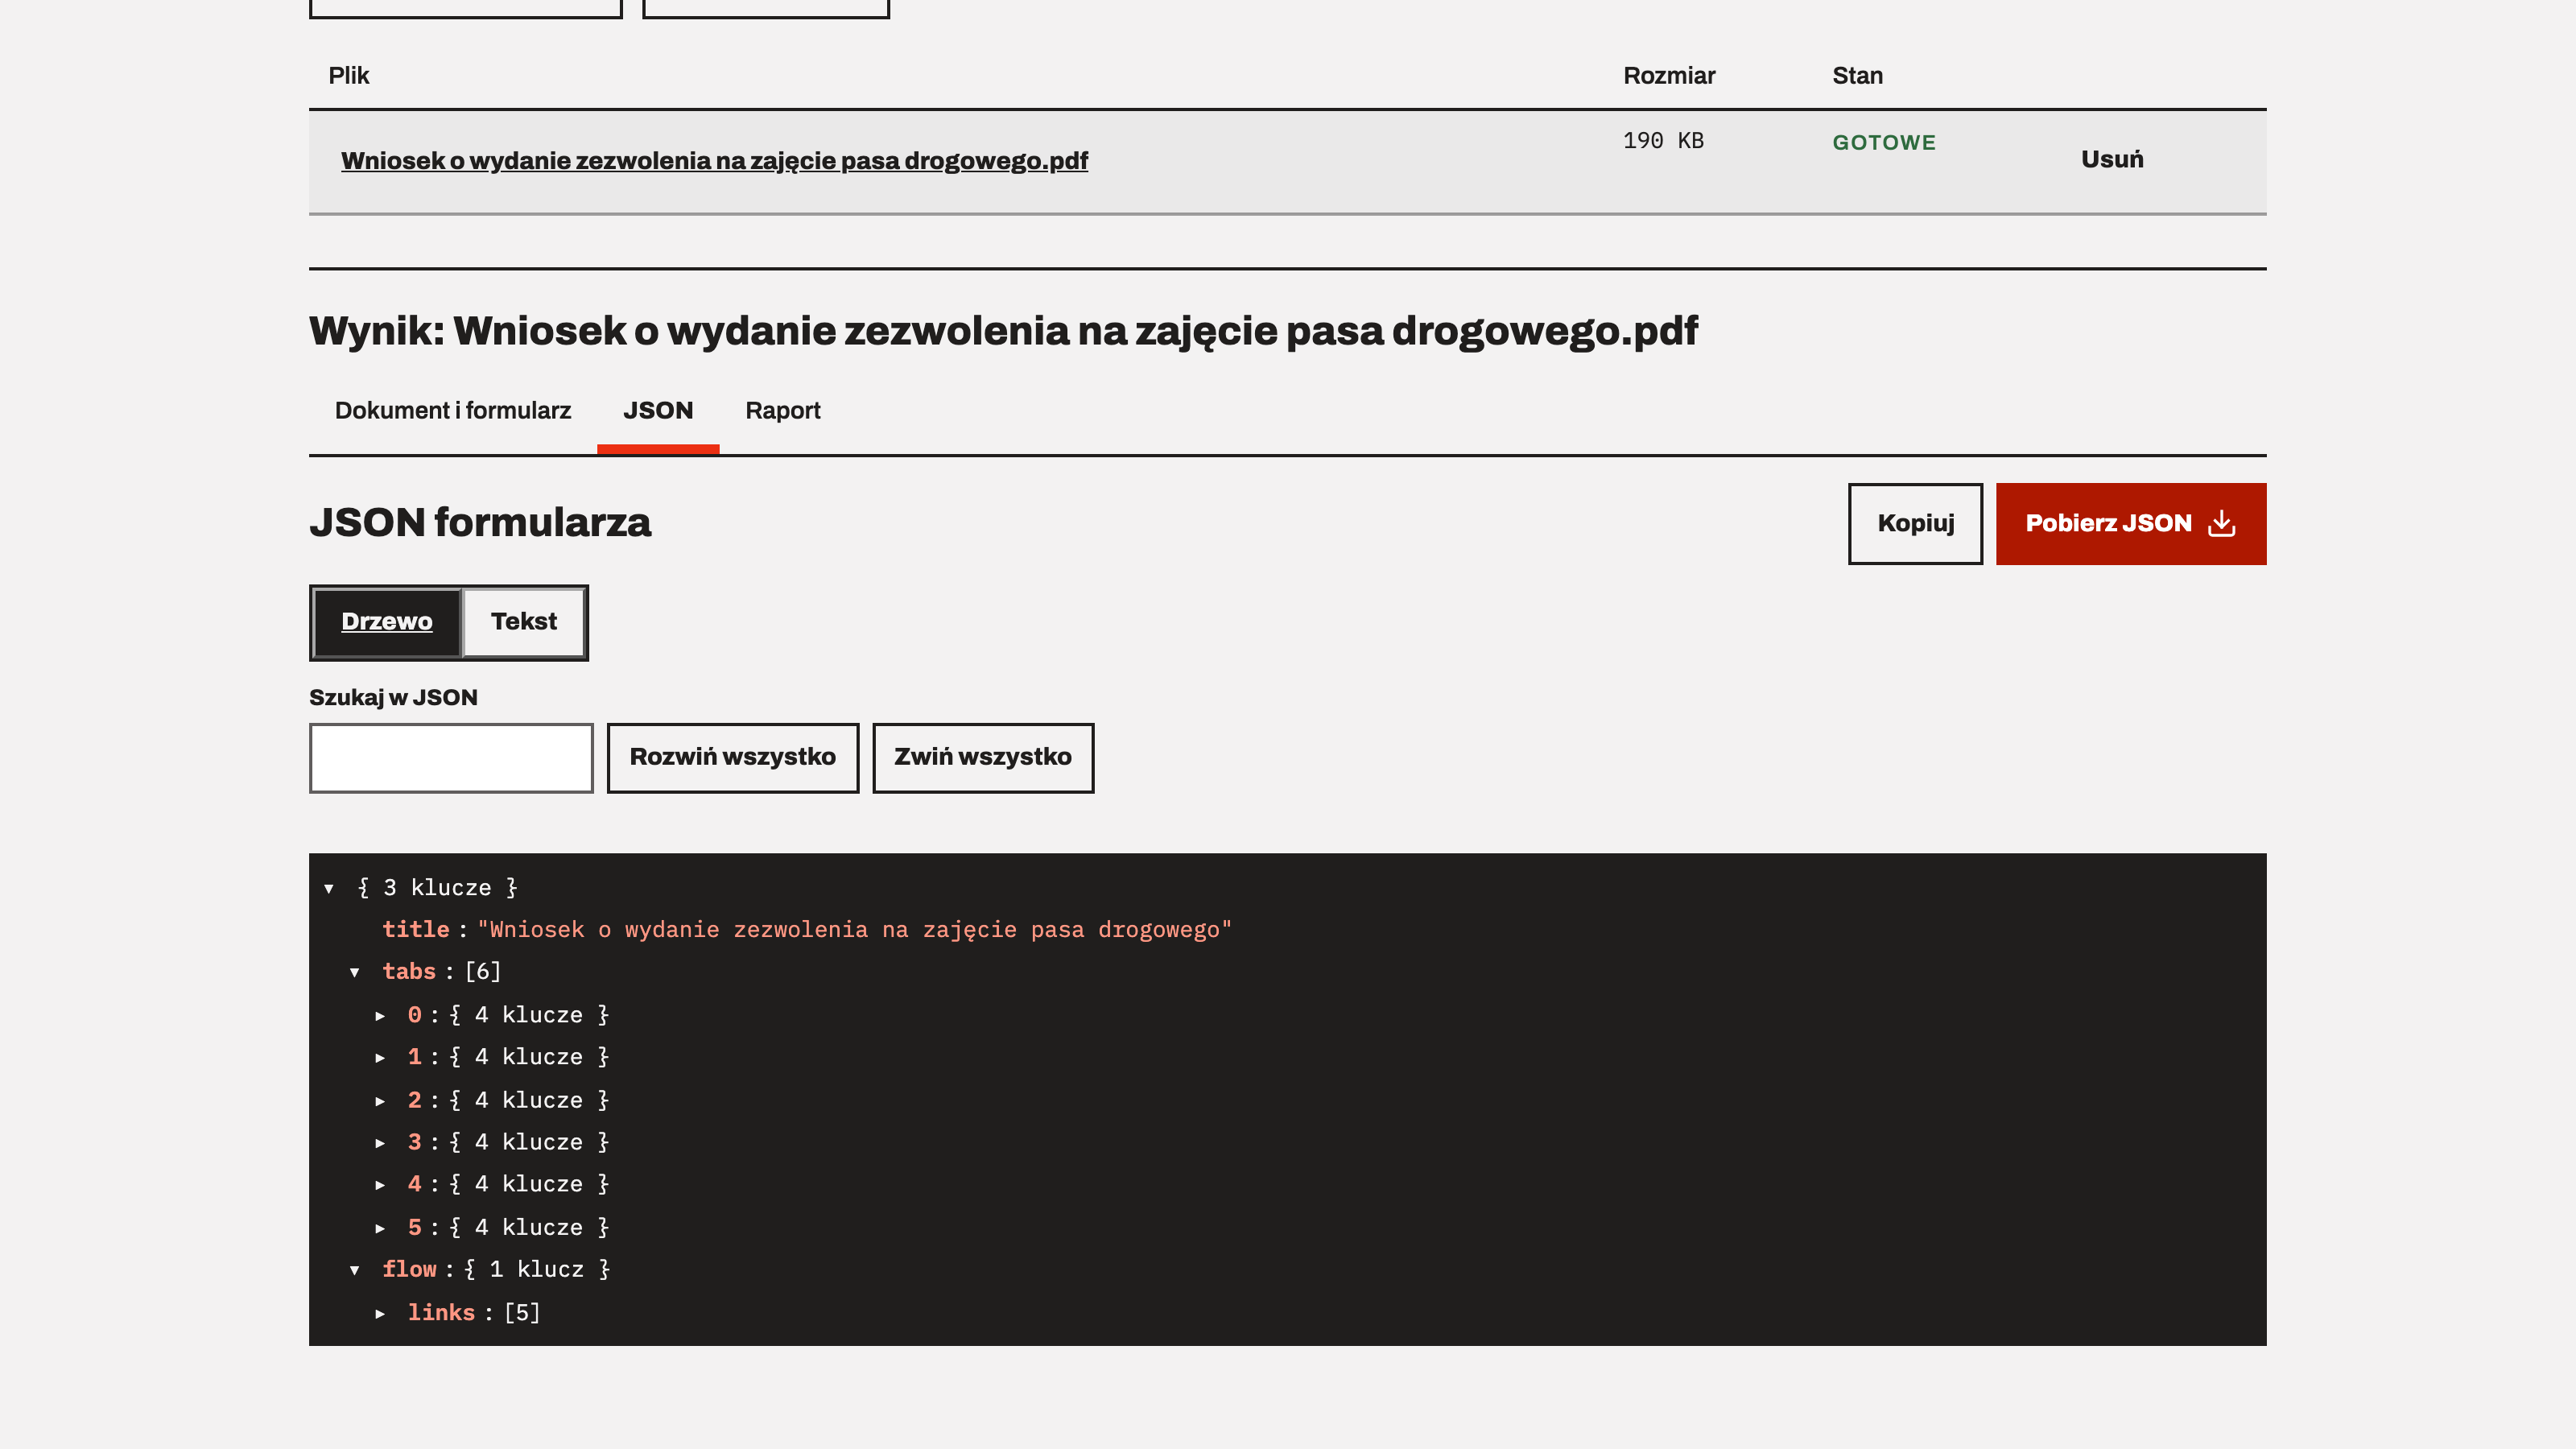 Plik Rozmiar Stan
Wniosek o wydanie zezwolenia na zajęcie pasa drogowego.pdf 190 KB GOTOWE Usuń
Wynik: Wniosek o wydanie zezwolenia na zajęcie pasa drogowego.pdf
Dokument i formularz JSON Raport
JSON formularza Kopiuj Pobierz JSON
Drzewo Tekst
Szukaj w JSON
Rozwiń wszystko Zwiń wszystko
▼ { 3 klucze }
title : "Wniosek o wydanie zezwolenia na zajęcie pasa drogowego"
▼ tabs : [6]
▶ 0 : { 4 klucze }
▶ 1 : { 4 klucze }
▶ 2 : { 4 klucze }
▶ 3 : { 4 klucze }
▶ 4 : { 4 klucze }
▶ 5 : { 4 klucze }
▼ flow : { 1 klucz }
▶ links : [5]